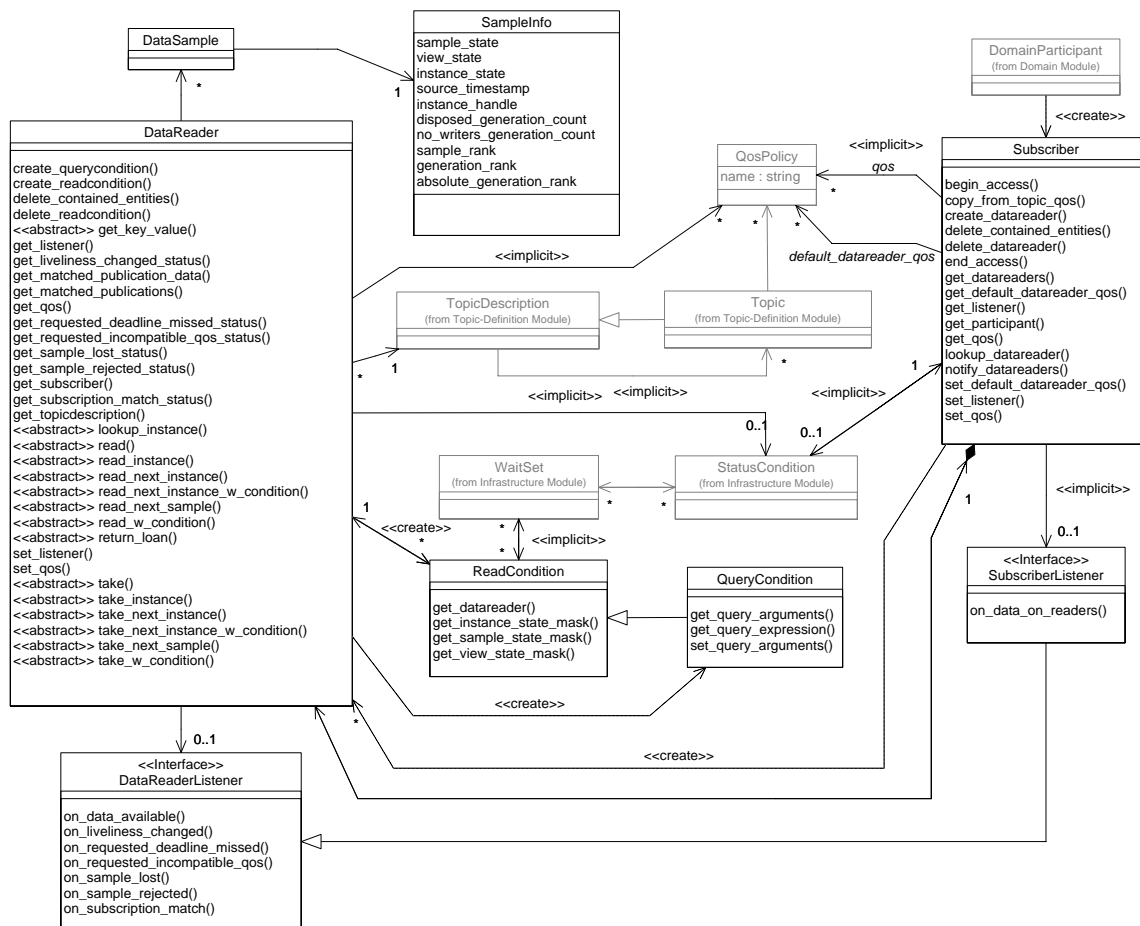 DataSample
*
SampleInfo
sample_state
view_state
instance_state
source_timestamp
instance_handle
disposed_generation_count
no_writers_generation_count
sample_rank
generation_rank
absolute_generation_rank
1
DomainParticipant
(from Domain Module)
<<create>>
DataReader
create_querycondition()
create_readcondition()
delete_contained_entities()
delete_readcondition()
<<abstract>> get_key_value()
get_listener()
get_liveliness_changed_status()
get_matched_publication_data()
get_matched_publications()
get_qos()
get_requested_deadline_missed_status()
get_requested_incompatible_qos_status()
get_sample_lost_status()
get_sample_rejected_status()
get_subscriber()
get_subscription_match_status()
get_topicdescription()
<<abstract>> lookup_instance()
<<abstract>> read()
<<abstract>> read_instance()
<<abstract>> read_next_instance()
<<abstract>> read_next_instance_w_condition()
<<abstract>> read_next_sample()
<<abstract>> read_w_condition()
<<abstract>> return_loan()
set_listener()
set_qos()
<<abstract>> take()
<<abstract>> take_instance()
<<abstract>> take_next_instance()
<<abstract>> take_next_instance_w_condition()
<<abstract>> take_next_sample()
<<abstract>> take_w_condition()
QosPolicy
name : string
*
*
*
*
<<implicit>>
qos
default_datareader_qos
<<implicit>>
Subscriber
begin_access()
copy_from_topic_qos()
create_datareader()
delete_contained_entities()
delete_datareader()
end_access()
get_datareaders()
get_default_datareader_qos()
get_listener()
get_participant()
get_qos()
lookup_datareader()
notify_datareaders()
set_default_datareader_qos()
set_listener()
set_qos()
TopicDescription
(from Topic-Definition Module)
Topic
(from Topic-Definition Module)
*
1
*
<<implicit>>
<<implicit>>
<<implicit>>
1
0..1
0..1
WaitSet
(from Infrastructure Module)
StatusCondition
(from Infrastructure Module)
*
*
1
<<create>>
*
*
*
<<implicit>>
ReadCondition
get_datareader()
get_instance_state_mask()
get_sample_state_mask()
get_view_state_mask()
QueryCondition
get_query_arguments()
get_query_expression()
set_query_arguments()
<<create>>
1
<<implicit>>
0..1
<<Interface>>
SubscriberListener
on_data_on_readers()
*
<<create>>
0..1
<<Interface>>
DataReaderListener
on_data_available()
on_liveliness_changed()
on_requested_deadline_missed()
on_requested_incompatible_qos()
on_sample_lost()
on_sample_rejected()
on_subscription_match()